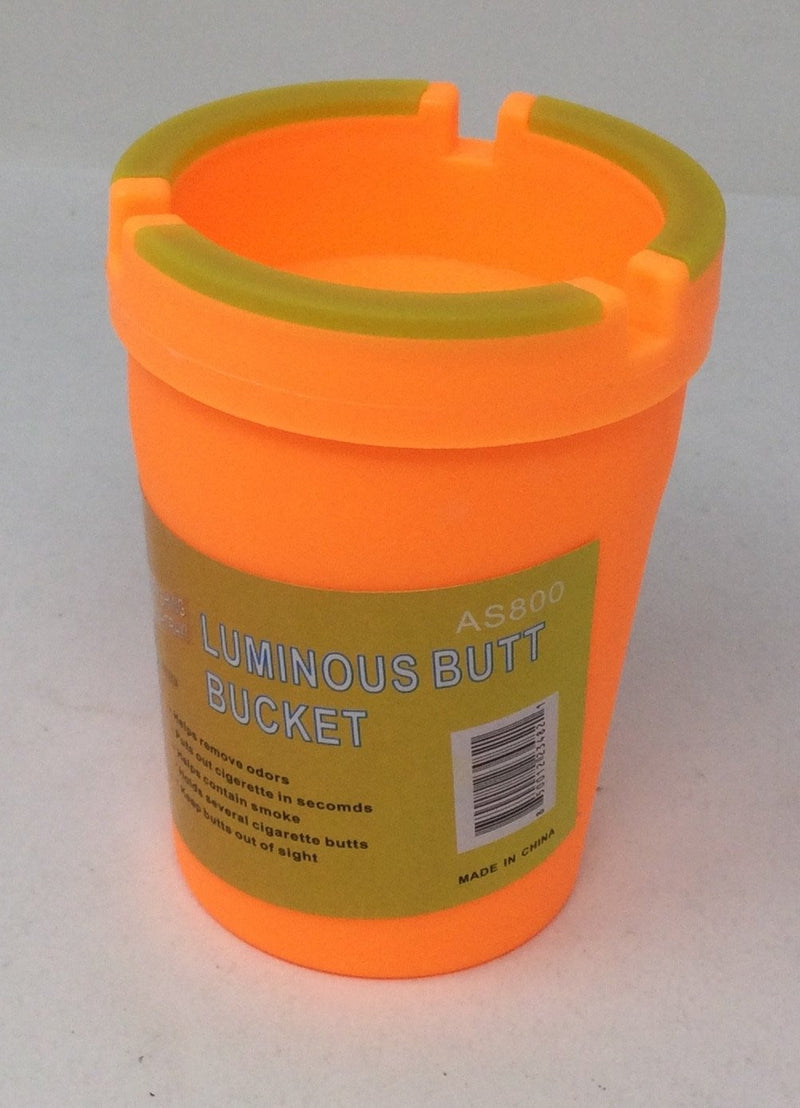 AS800
LUMINOUS BUTT
BUCKET
Helps remove odors
Puts out cigerette in secomds
Helps contain smoke
Holds several cigarette butts
Keep butts out of sight
MADE IN CHINA